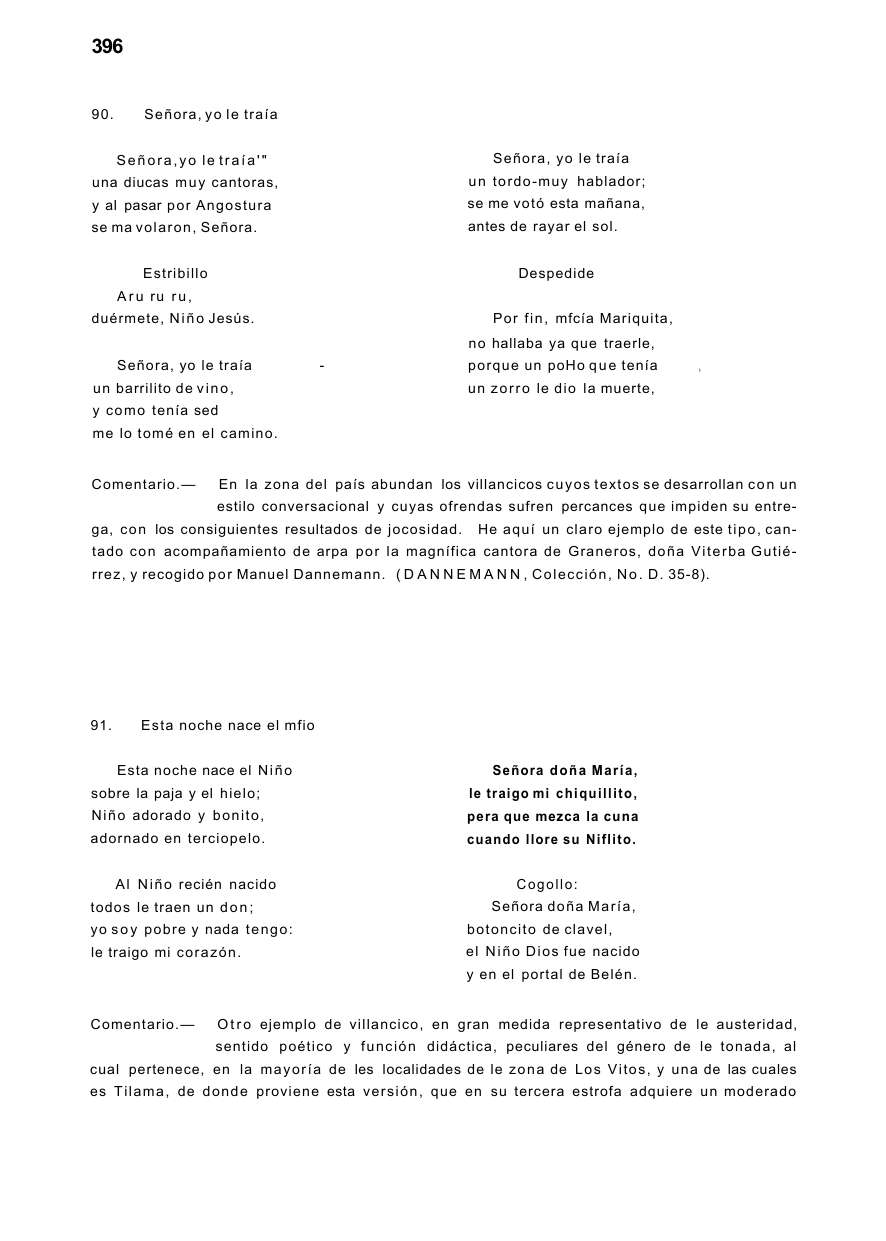 396
90. Señora, yo le traía
Señora,yo le traía'"
una diucas muy cantoras,
y al pasar por Angostura
se ma volaron, Señora.
Estribillo
Aru ru ru,
duérmete, Niño Jesús.
Señora, yo le traía -
un barrilito de vino,
y como tenía sed
me lo tomé en el camino.
Señora, yo le traía
un tordo-muy hablador;
se me votó esta mañana,
antes de rayar el sol.
Despedide
Por fin, mfcía Mariquita,
no hallaba ya que traerle,
porque un poHo que tenía ,
un zorro le dio la muerte,
Comentario.— En la zona del país abundan los villancicos cuyos textos se desarrollan con un
estilo conversacional y cuyas ofrendas sufren percances que impiden su entre-
ga, con los consiguientes resultados de jocosidad. He aquí un claro ejemplo de este tipo, can-
tado con acompañamiento de arpa por la magnífica cantora de Graneros, doña Viterba Gutié-
rrez, y recogido por Manuel Dannemann. (DANNEMANN, Colección, No. D. 35-8).
91. Esta noche nace el mfio
Esta noche nace el Niño
sobre la paja y el hielo;
Niño adorado y bonito,
adornado en terciopelo.
Al Niño recién nacido
todos le traen un don;
yo soy pobre y nada tengo:
le traigo mi corazón.
Señora doña María,
le traigo mi chiquillito,
pera que mezca la cuna
cuando llore su Niflito.
Cogollo:
Señora doña María,
botoncito de clavel,
el Niño Dios fue nacido
y en el portal de Belén.
Comentario.— Otro ejemplo de villancico, en gran medida representativo de le austeridad,
sentido poético y función didáctica, peculiares del género de le tonada, al
cual pertenece, en la mayoría de les localidades de le zona de Los Vitos, y una de las cuales
es Tilama, de donde proviene esta versión, que en su tercera estrofa adquiere un moderado